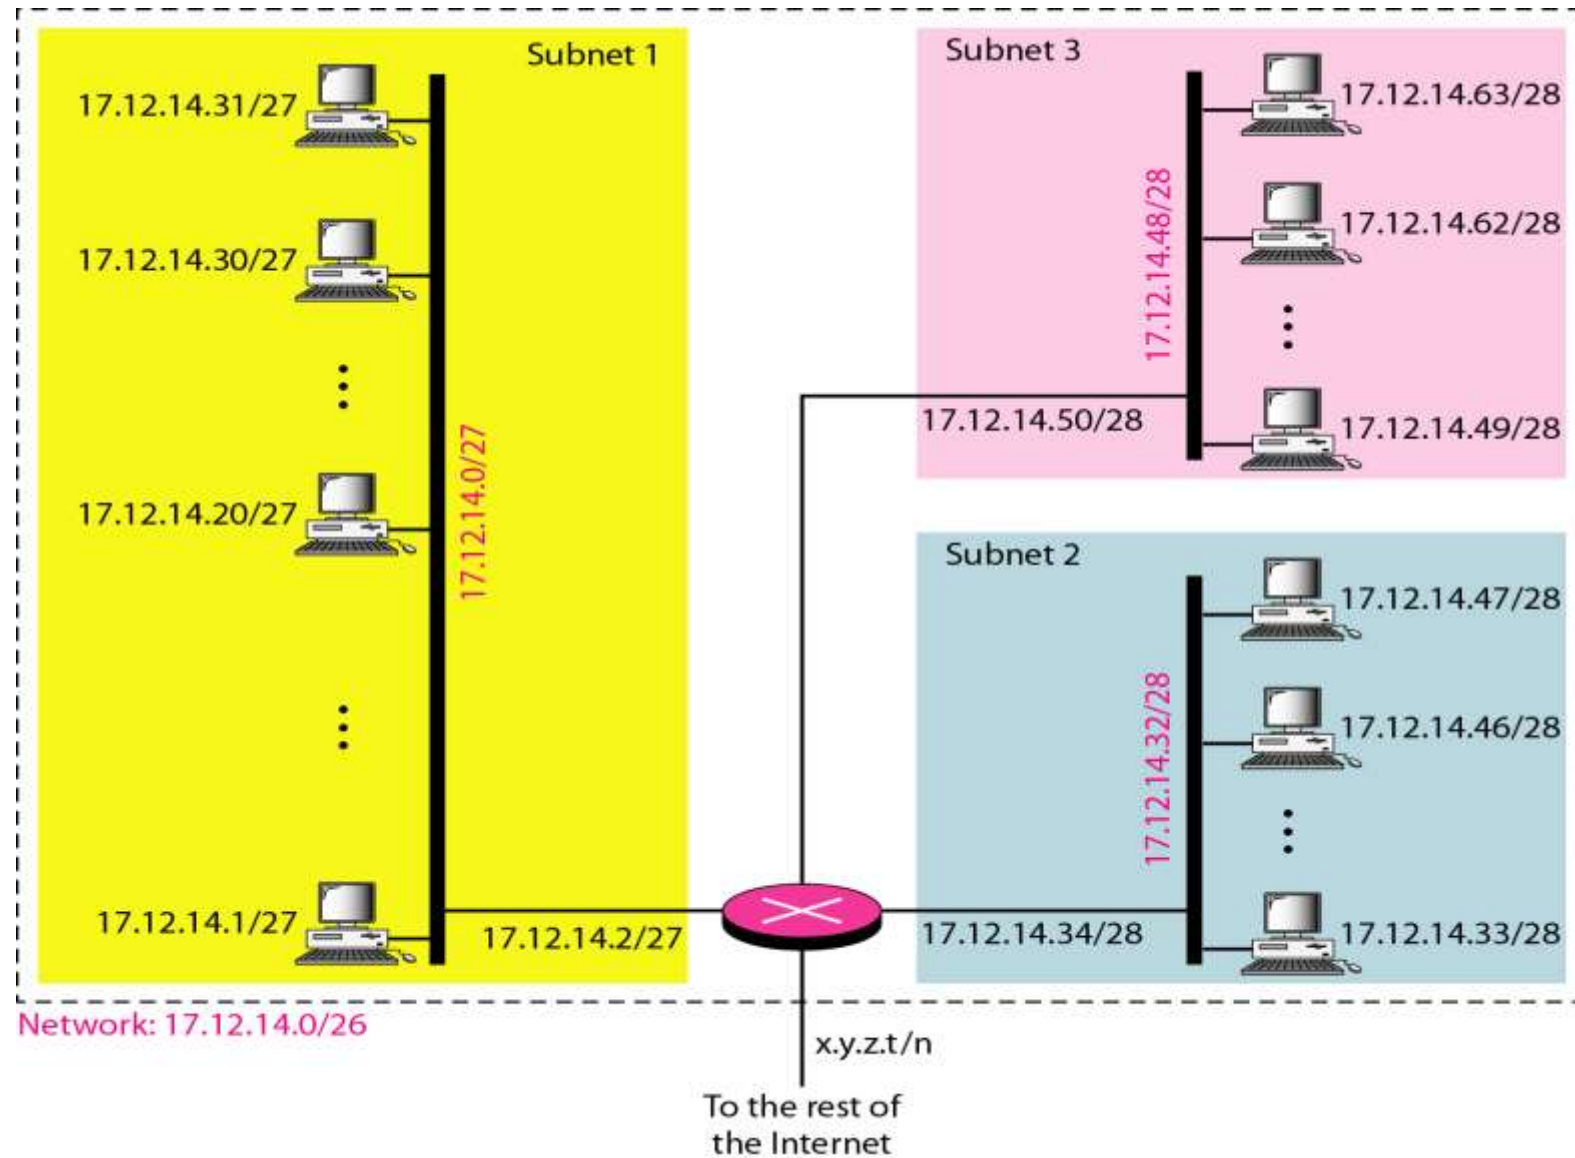 Subnet 1
17.12.14.31/27
17.12.14.30/27
17.12.14.20/27
17.12.14.1/27
17.12.14.0/27
17.12.14.2/27
Subnet 3
17.12.14.63/28
17.12.14.62/28
17.12.14.49/28
17.12.14.48/28
17.12.14.50/28
Subnet 2
17.12.14.47/28
17.12.14.46/28
17.12.14.33/28
17.12.14.32/28
17.12.14.34/28
Network: 17.12.14.0/26
x.y.z.t/n
To the rest of
the Internet